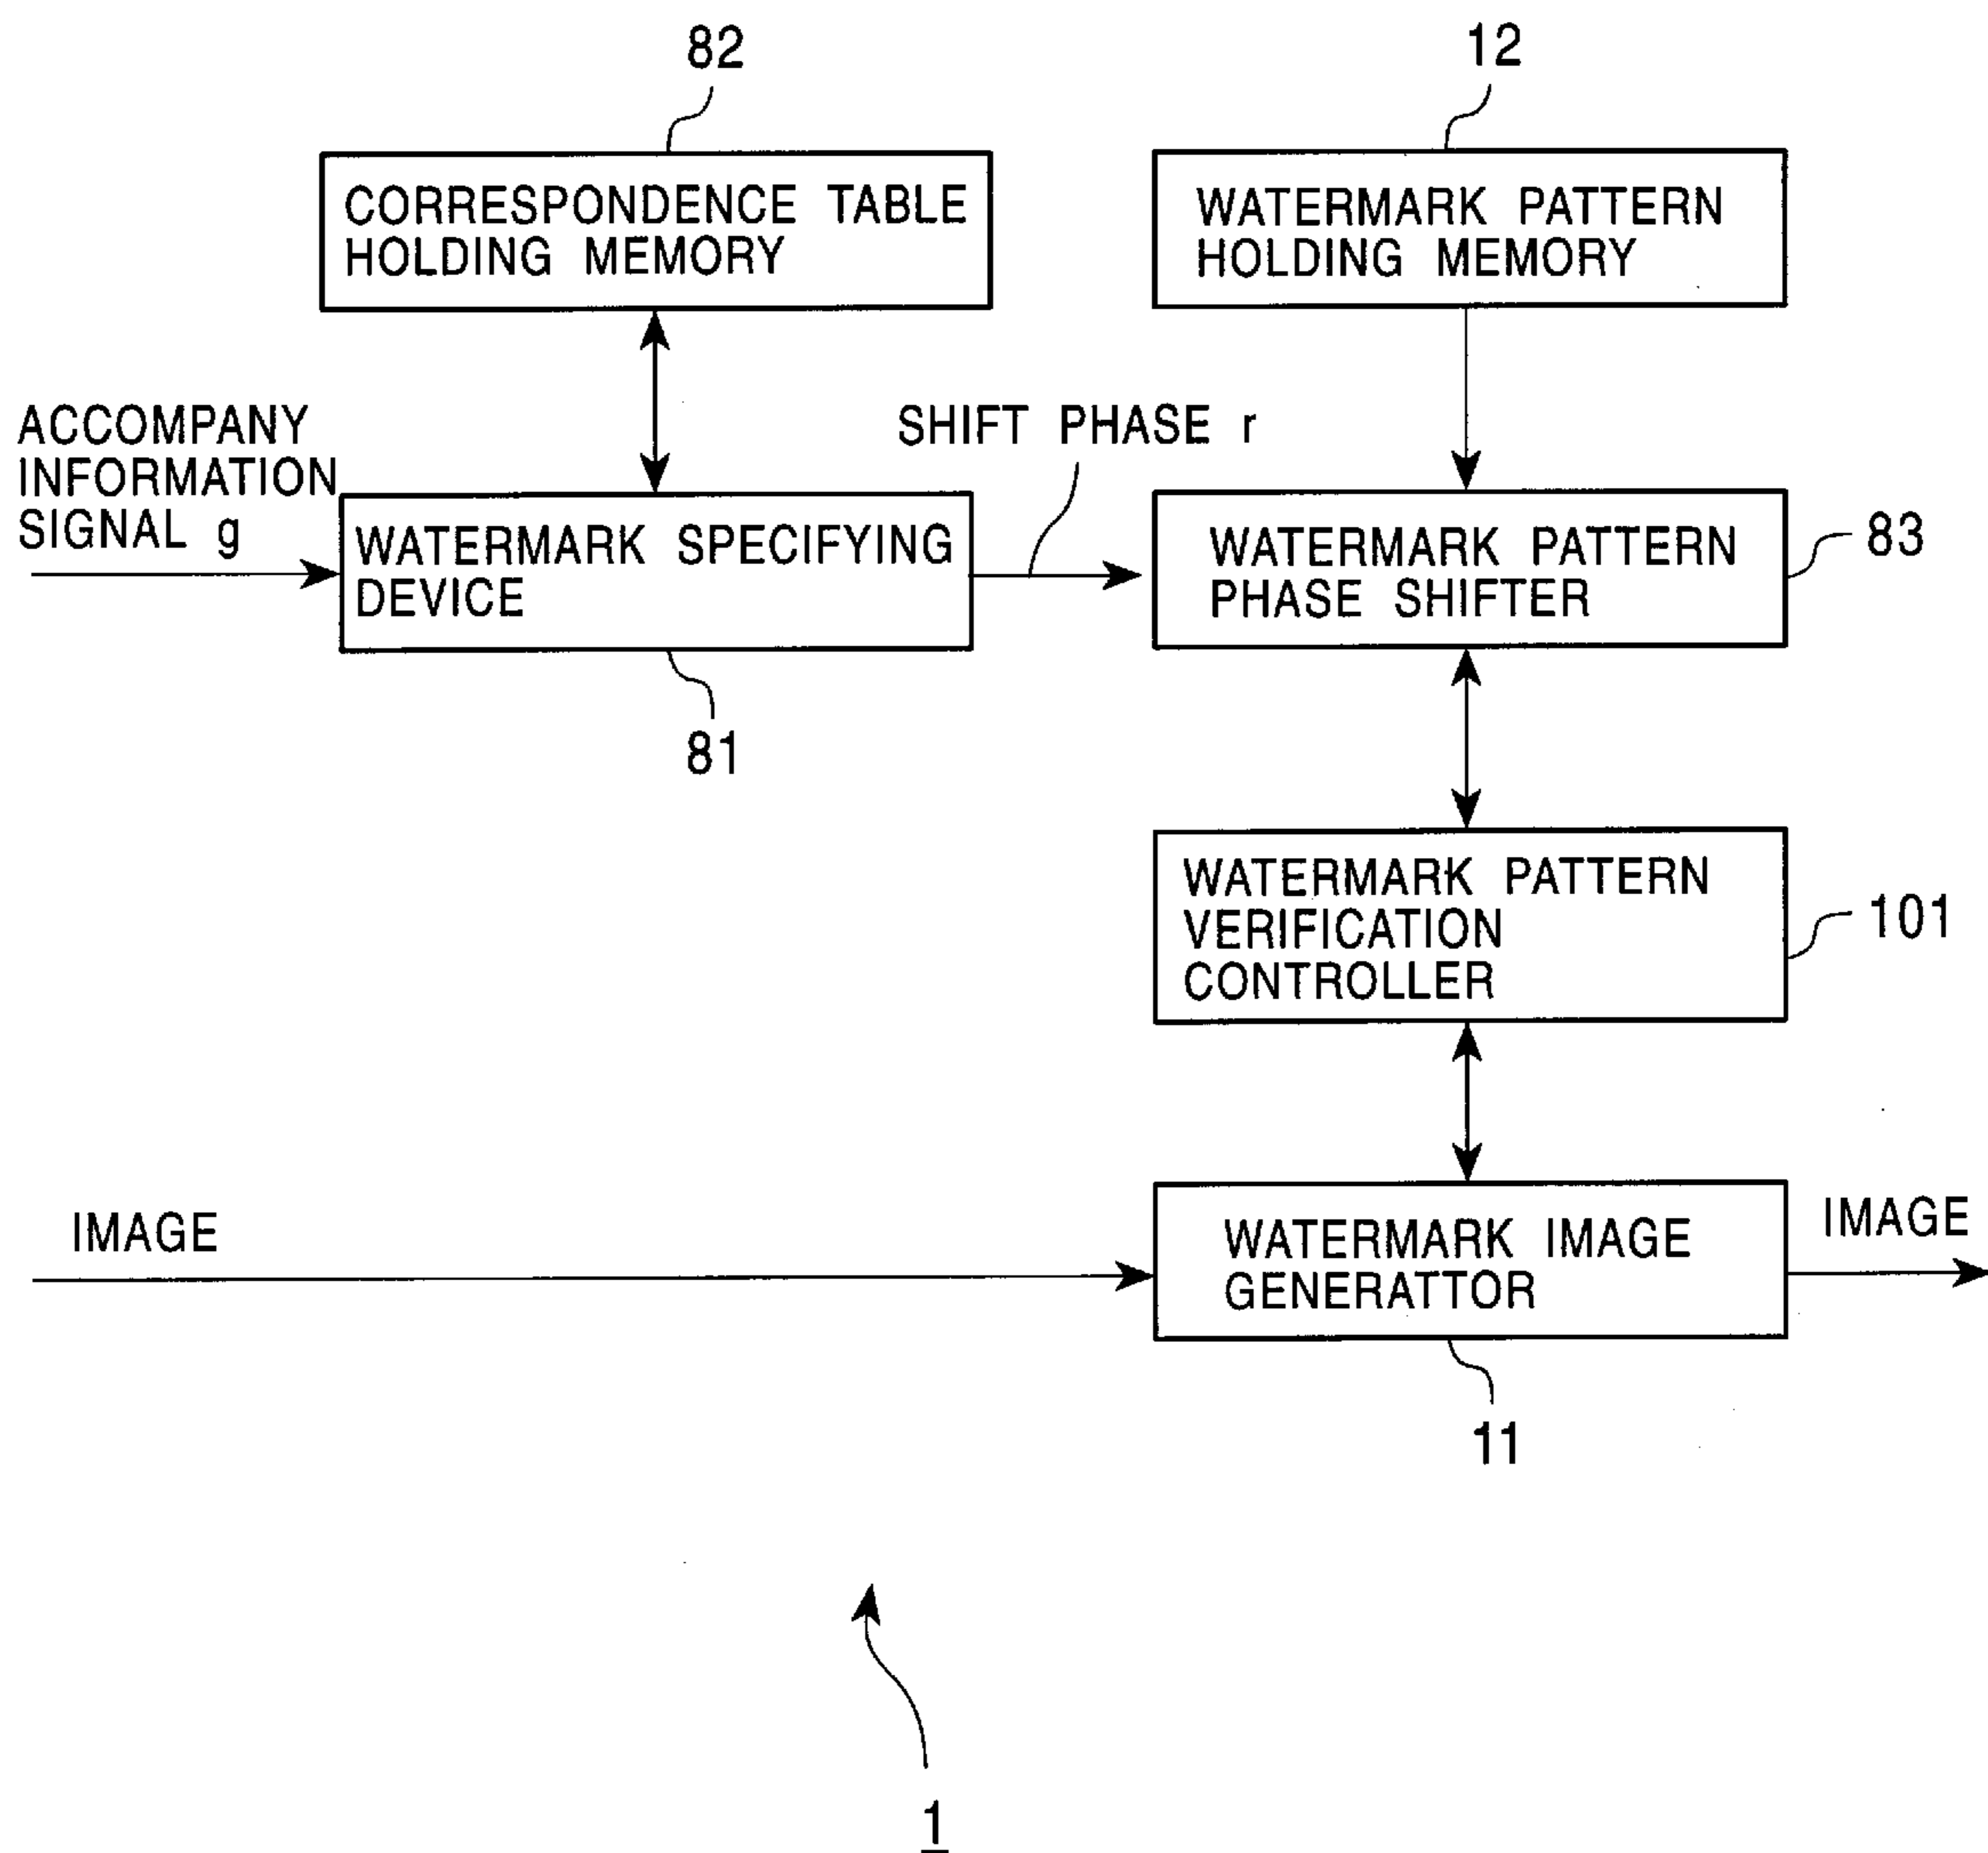 82
12
CORRESPONDENCE TABLE
HOLDING MEMORY
WATERMARK PATTERN
HOLDING MEMORY
ACCOMPANY
INFORMATION
SIGNAL g
SHIFT PHASE r
WATERMARK SPECIFYING
DEVICE
WATERMARK PATTERN
PHASE SHIFTER
83
81
WATERMARK PATTERN
VERIFICATION
CONTROLLER
101
IMAGE
WATERMARK IMAGE
GENERATTOR
IMAGE
11
1